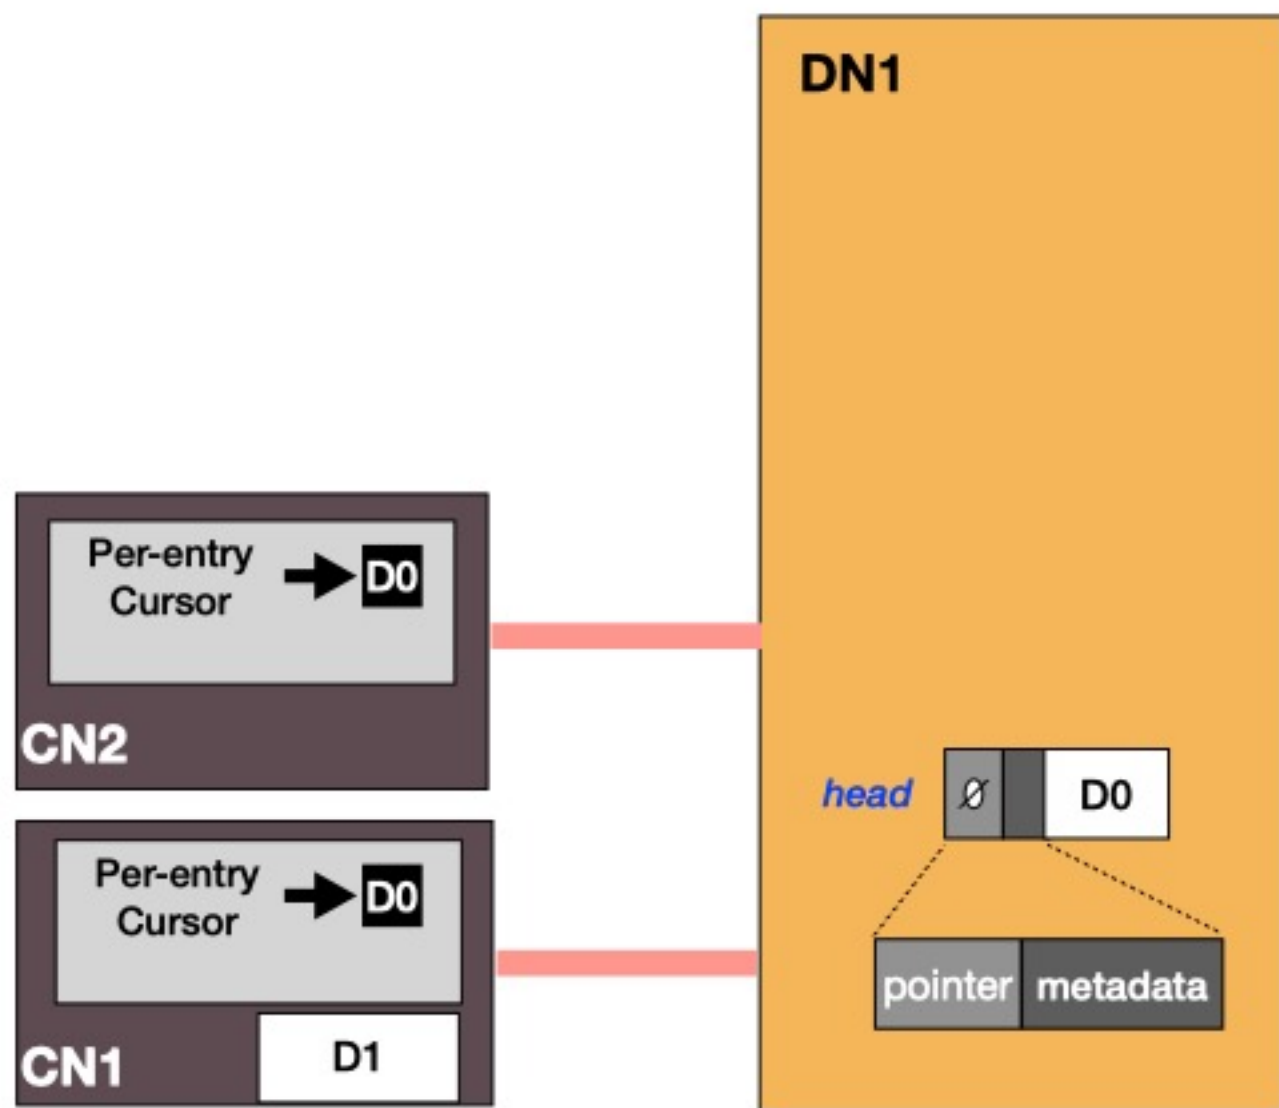 DN1
Per-entry
Cursor
D0
CN2
head
Ø
D0
Per-entry
Cursor
D0
pointer
metadata
CN1
D1